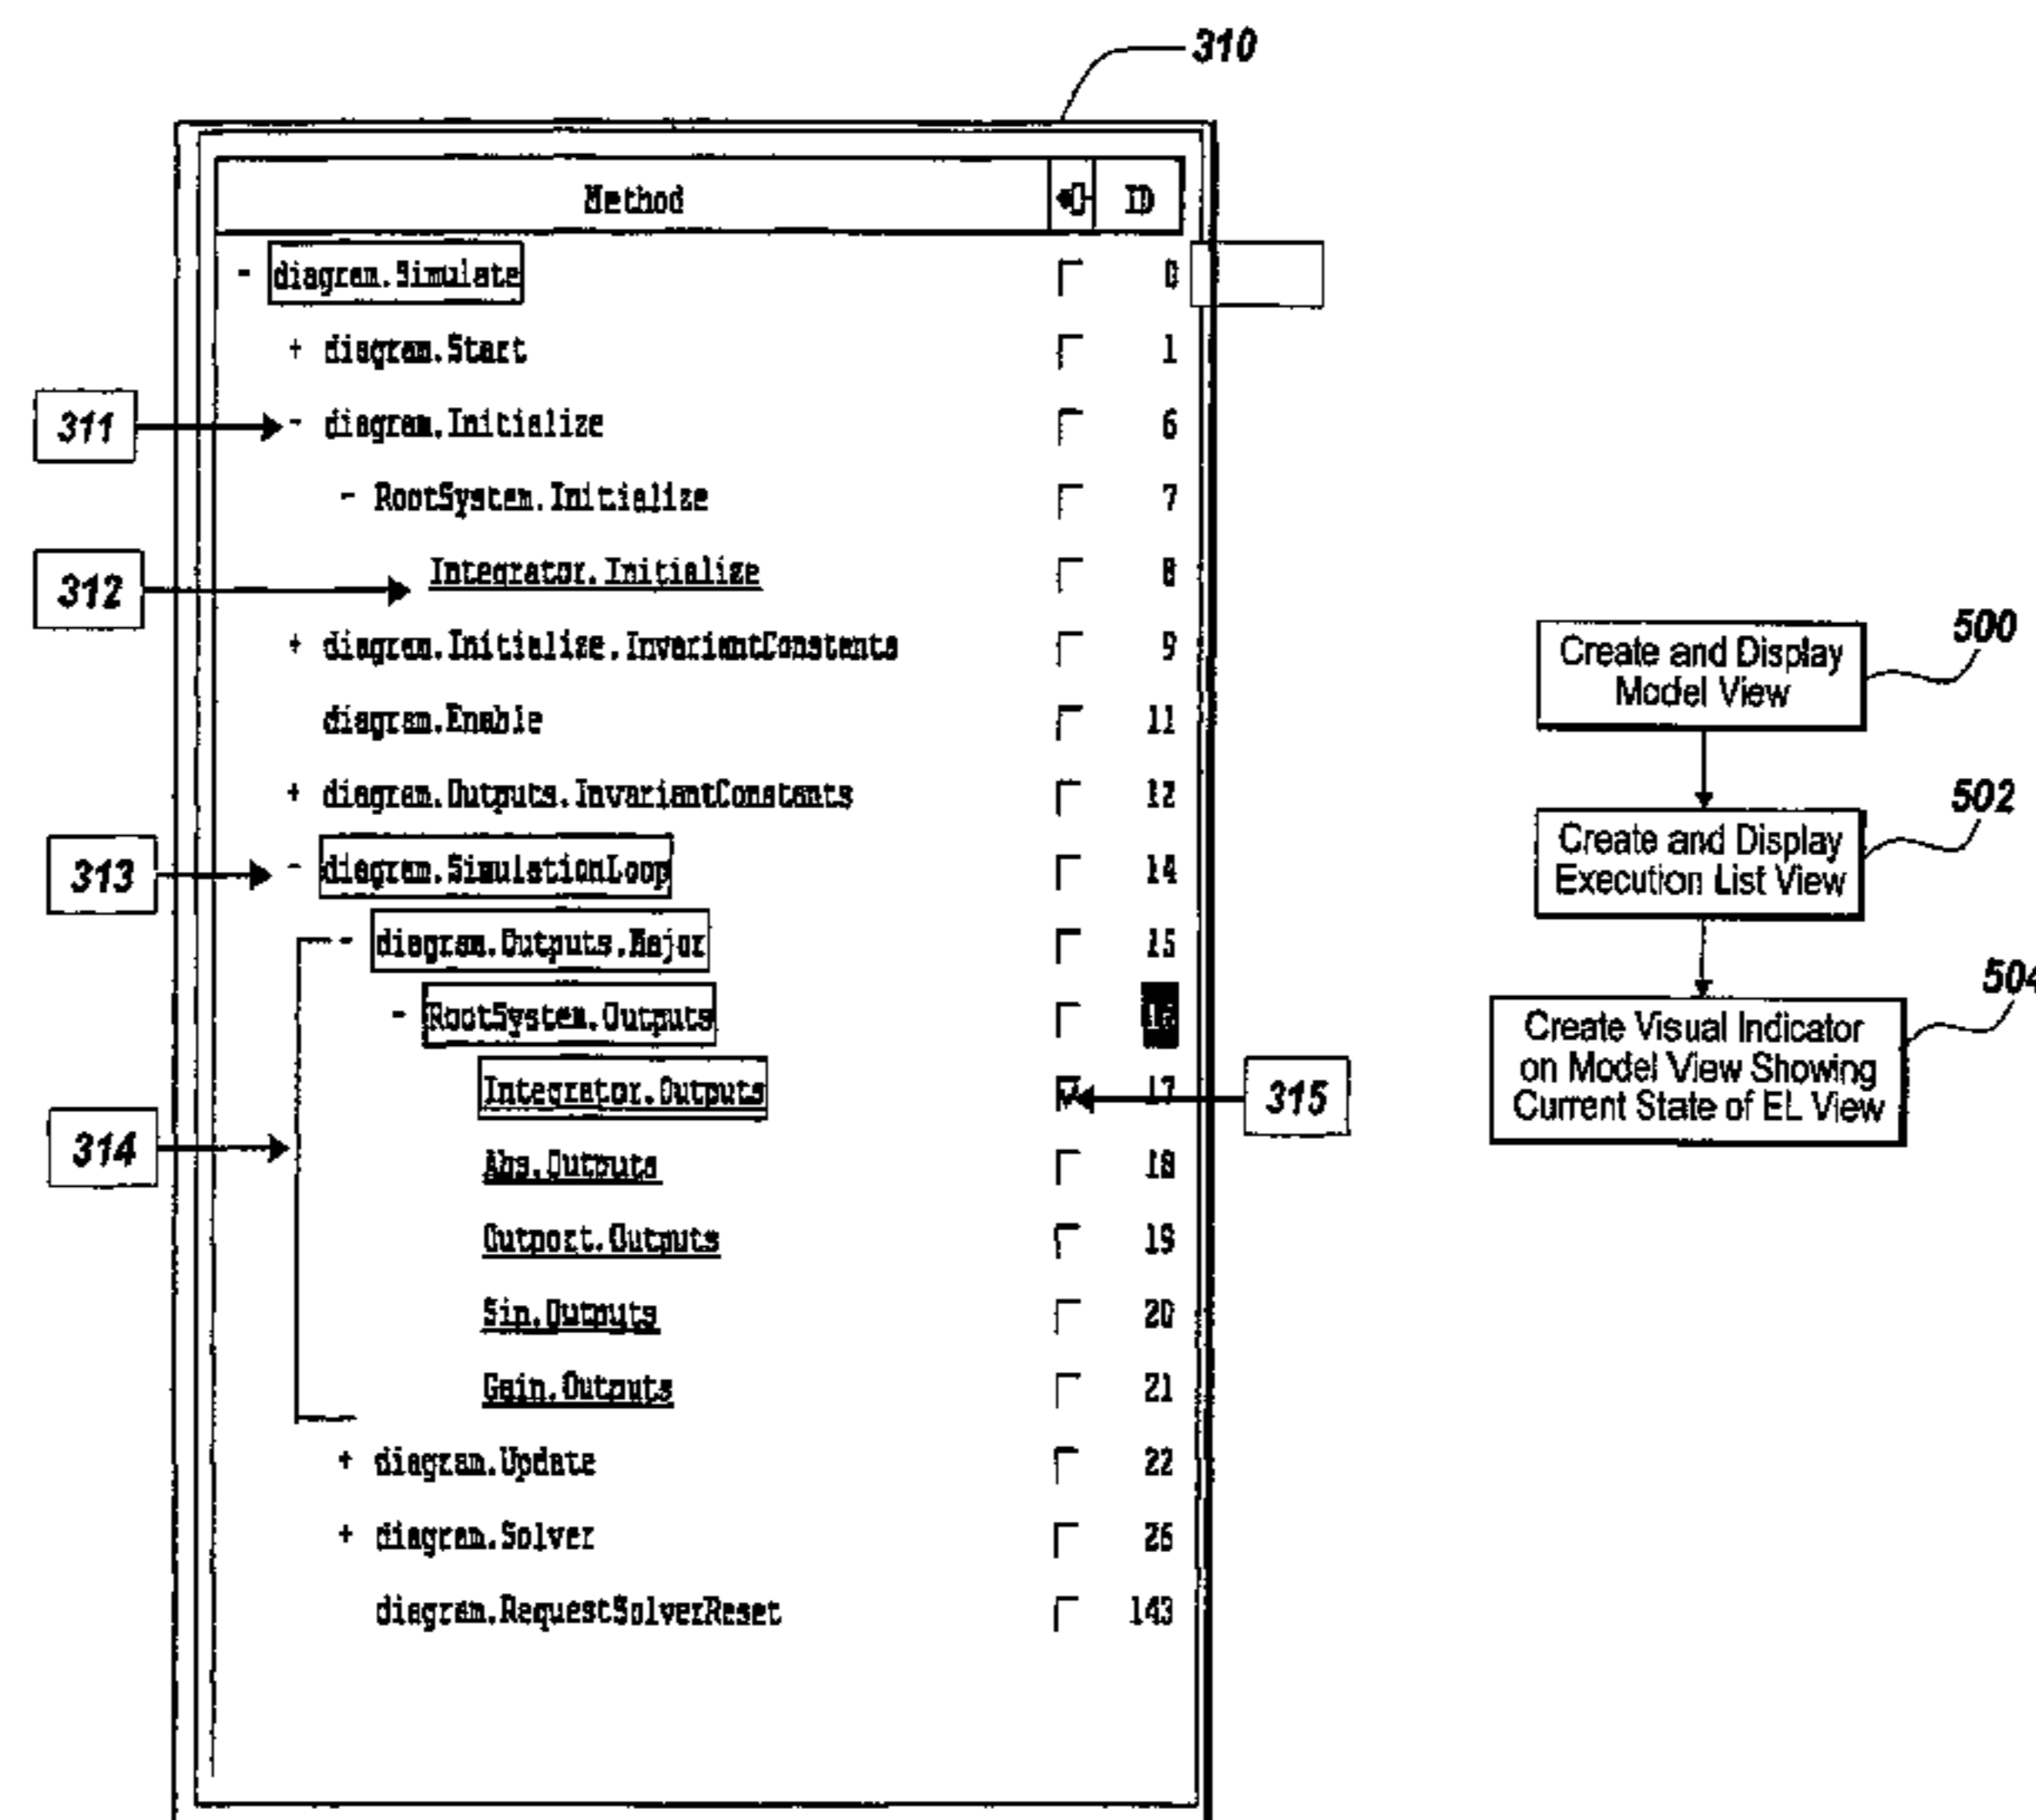 310
Method ID
- diagram.Simulate 0
+ diagram.Start 1
311 - diagram.Initialize 6
- RootSystem.Initialize 7
312 Integrator.Initialize 8
+ diagram.Initialize.InvariantConstants 9
diagram.Enable 11
+ diagram.Outputs.InvariantConstants 12
313 - diagram.SimulationLoop 14
- diagram.Outputs.Major 15
- RootSystem.Outputs 16
Integrator.Outputs 17 315
314 Abs.Outputs 18
Outport.Outputs 19
Sin.Outputs 20
Gain.Outputs 21
+ diagram.Update 22
+ diagram.Solver 26
diagram.RequestSolverReset 143
500
Create and Display
Model View
502
Create and Display
Execution List View
504
Create Visual Indicator
on Model View Showing
Current State of EL View